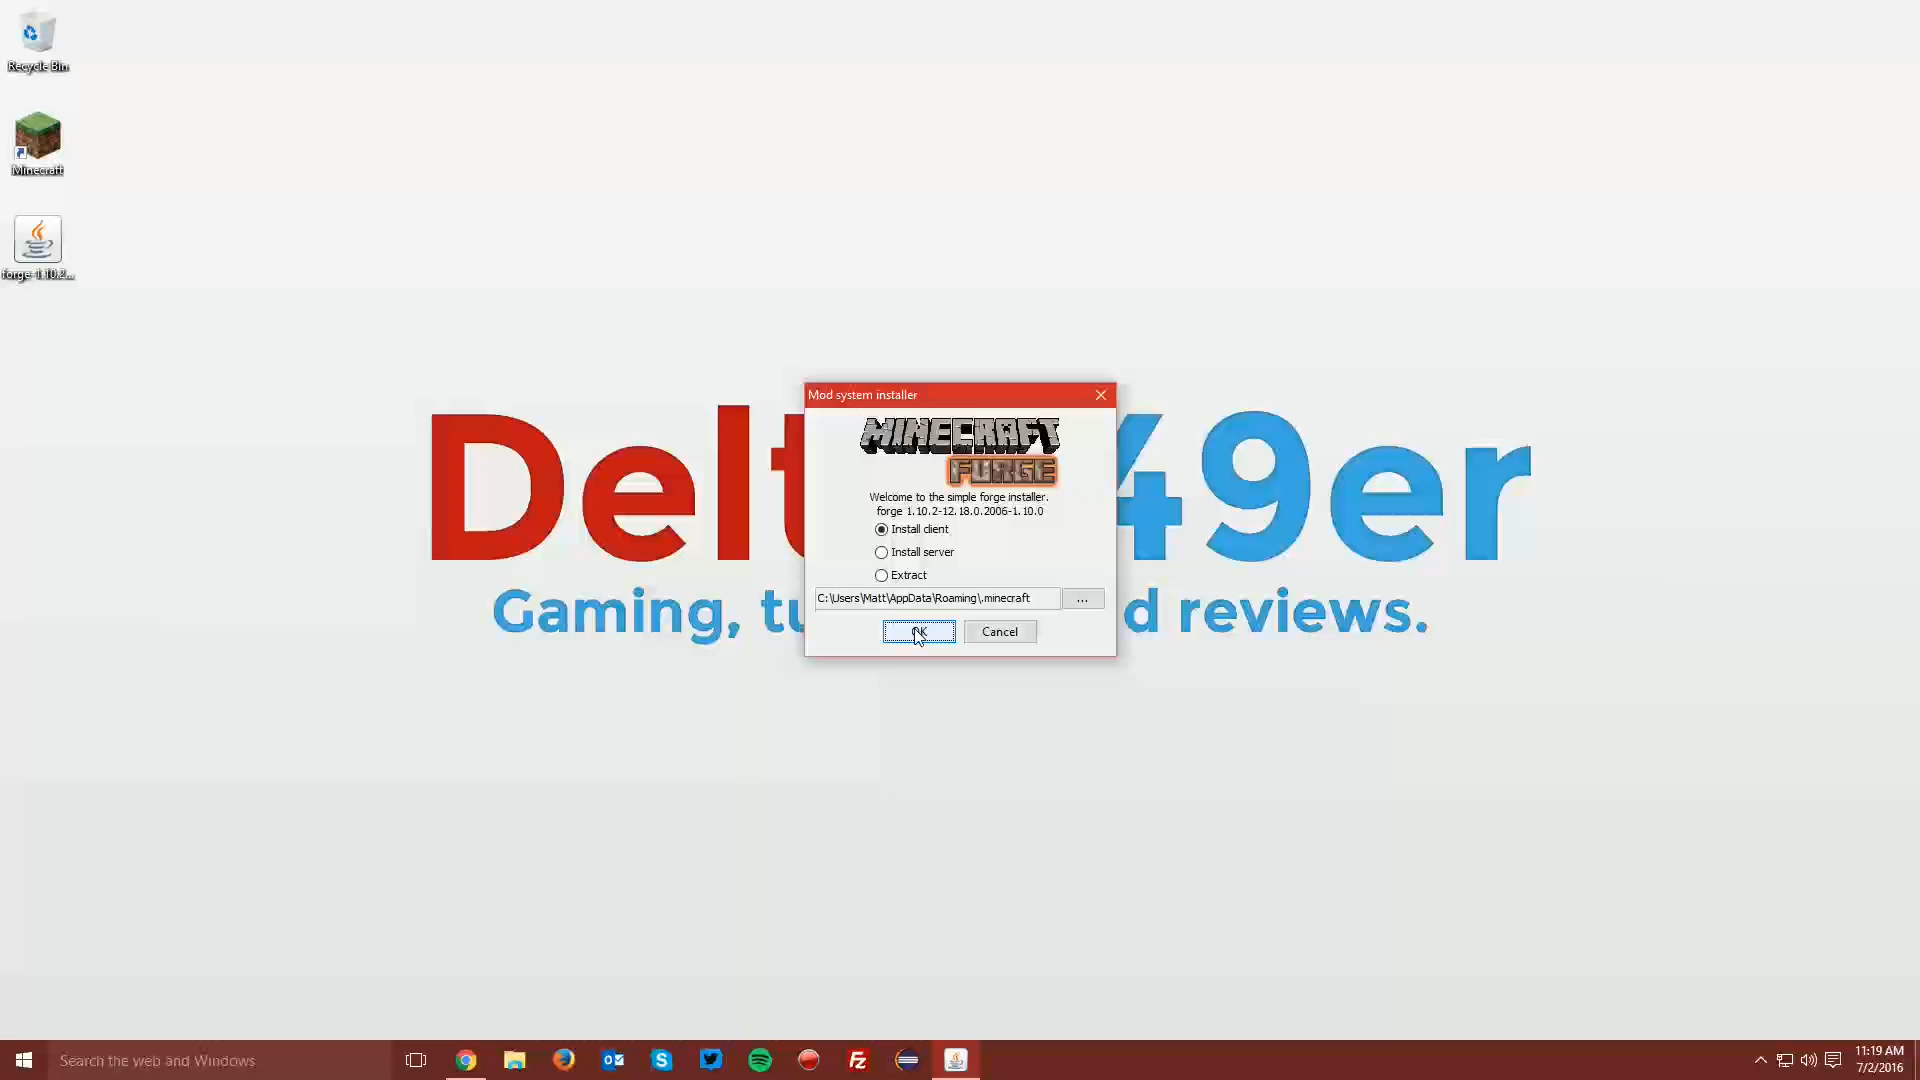 Recycle Bin
Minecraft
forge-1.10.2...
Mod system installer
MINECRAFT
FORGE
Welcome to the simple forge installer.
forge 1.10.2-12.18.0.2006-1.10.0
Install client
Install server
Extract
C:\Users\Matt\AppData\Roaming\.minecraft
...
OK
Cancel
Delt 49er
Gaming, tu d reviews.
Search the web and Windows
11:19 AM
7/2/2016